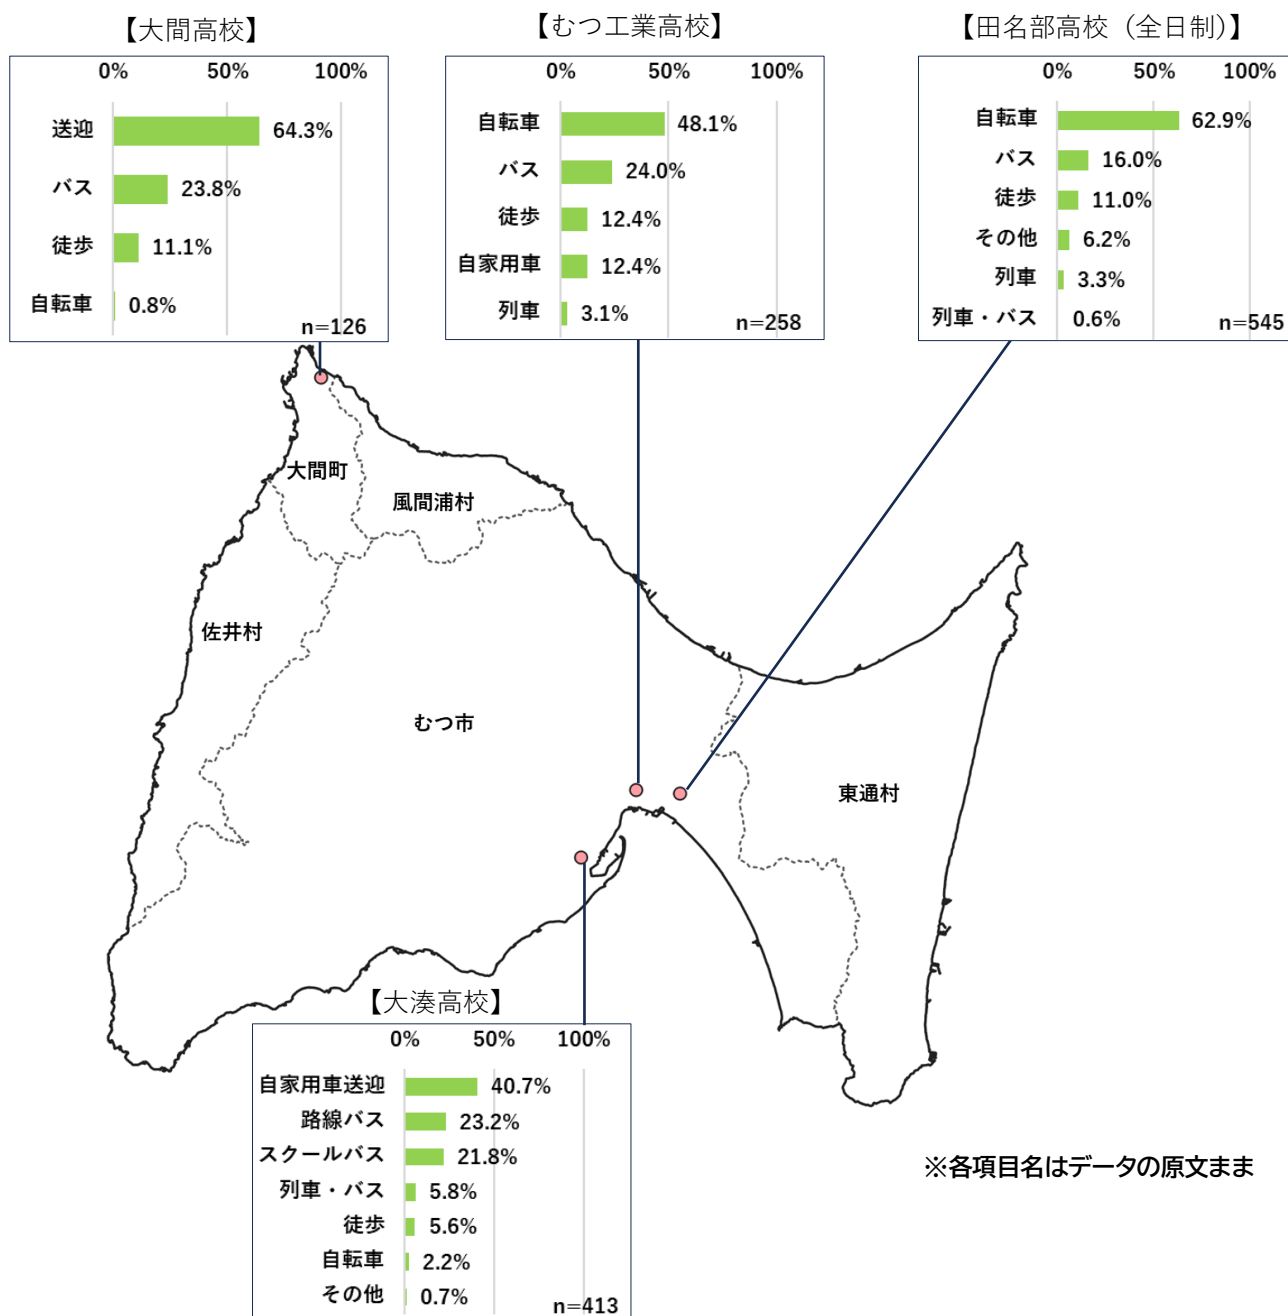 【大間高校】
0% 50% 100%
送迎 64.3%
バス 23.8%
徒歩 11.1%
自転車 0.8%
n=126
【むつ工業高校】
0% 50% 100%
自転車 48.1%
バス 24.0%
徒歩 12.4%
自家用車 12.4%
列車 3.1%
n=258
【田名部高校（全日制）】
0% 50% 100%
自転車 62.9%
バス 16.0%
徒歩 11.0%
その他 6.2%
列車 3.3%
列車・バス 0.6%
n=545
大間町
風間浦村
佐井村
むつ市
東通村
【大湊高校】
0% 50% 100%
自家用車送迎 40.7%
路線バス 23.2%
スクールバス 21.8%
列車・バス 5.8%
徒歩 5.6%
自転車 2.2%
その他 0.7%
n=413
※各項目名はデータの原文まま